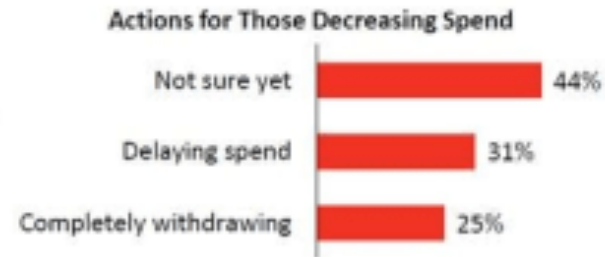 Actions for Those Decreasing Spend
Not sure yet 44%
Delaying spend 31%
Completely withdrawing 25%